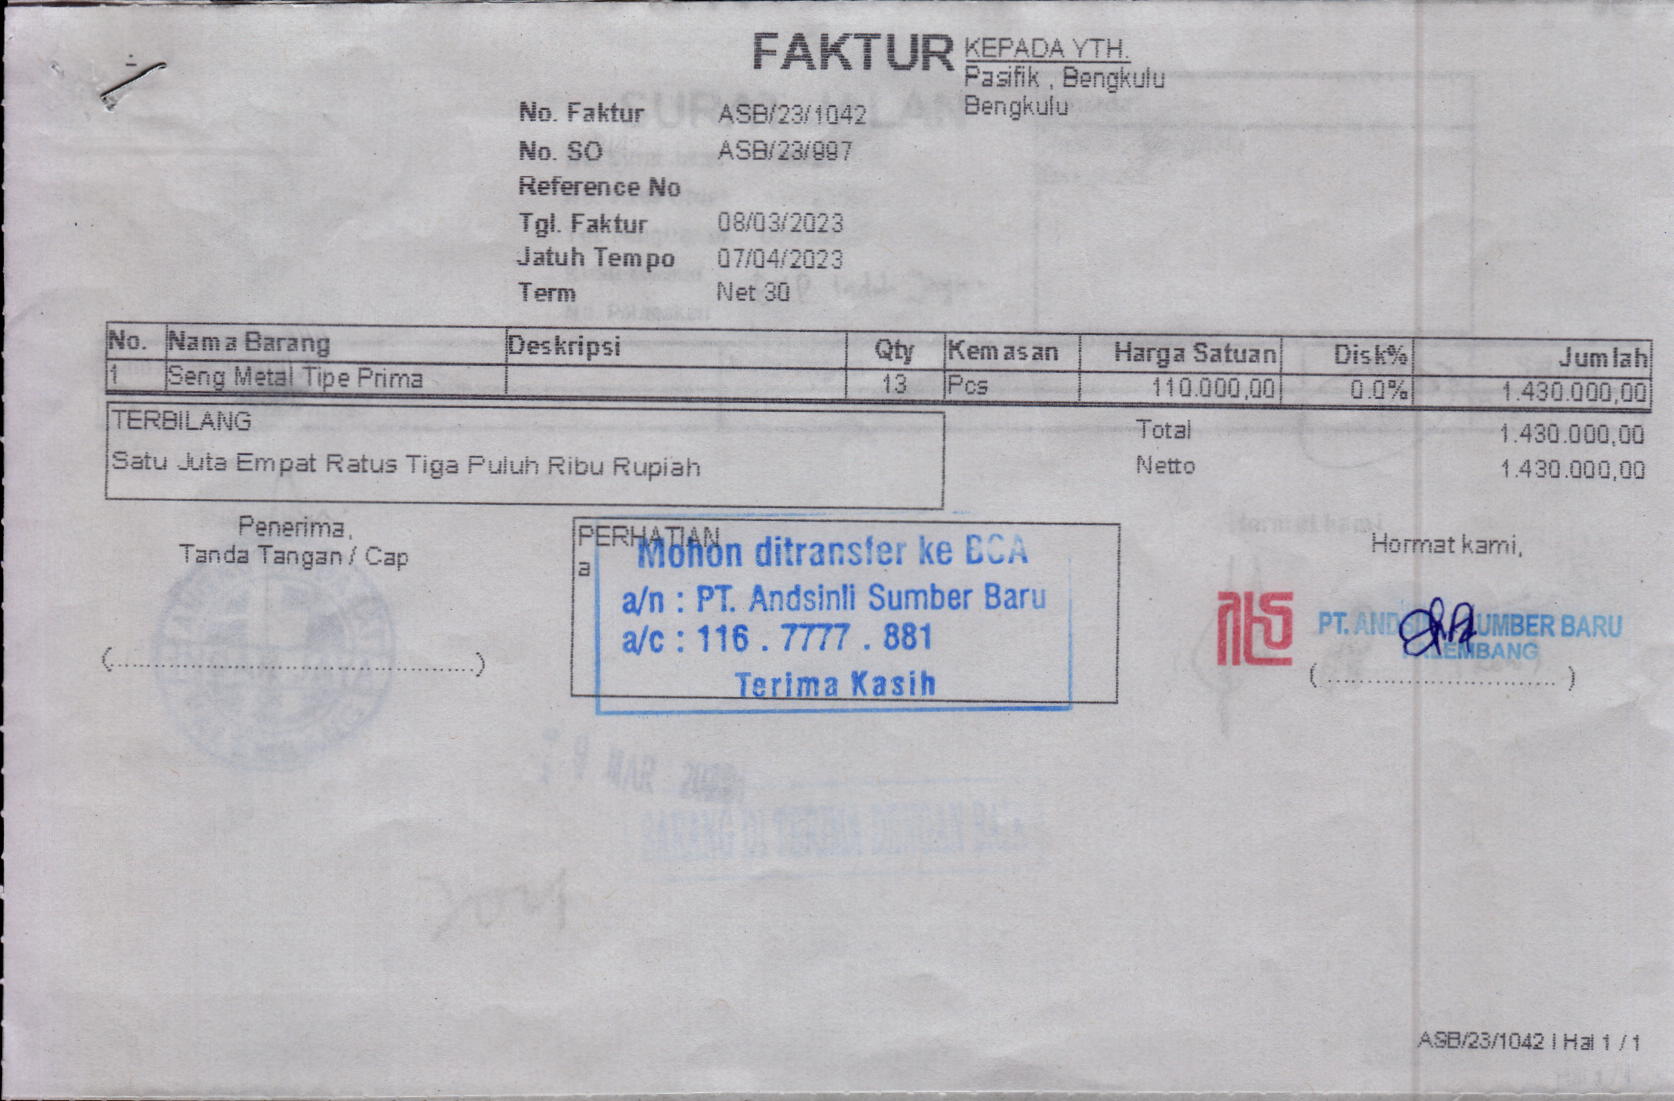 FAKTUR
KEPADA YTH.
Pasifik , Bengkulu
Bengkulu
No. Faktur ASB/23/1042
No. SO ASB/23/997
Reference No
Tgl. Faktur 08/03/2023
Jatuh Tempo 07/04/2023
Term Net 30
No. Nama Barang Deskripsi Qty Kemasan Harga Satuan Disk% Jumlah
1 Seng Metal Tipe Prima 13 Pcs 110.000,00 0.0% 1.430.000,00
TERBILANG
Satu Juta Empat Ratus Tiga Puluh Ribu Rupiah
Total 1.430.000,00
Netto 1.430.000,00
Penerima,
Tanda Tangan / Cap
(................................................)
PERHATIAN
a
Mohon ditransfer ke BCA
a/n : PT. Andsinli Sumber Baru
a/c : 116 . 7777 . 881
Terima Kasih
Hormat kami,
PT. ANDSINLI SUMBER BARU
PALEMBANG
(..............................)
ASB/23/1042 | Hal 1 / 1